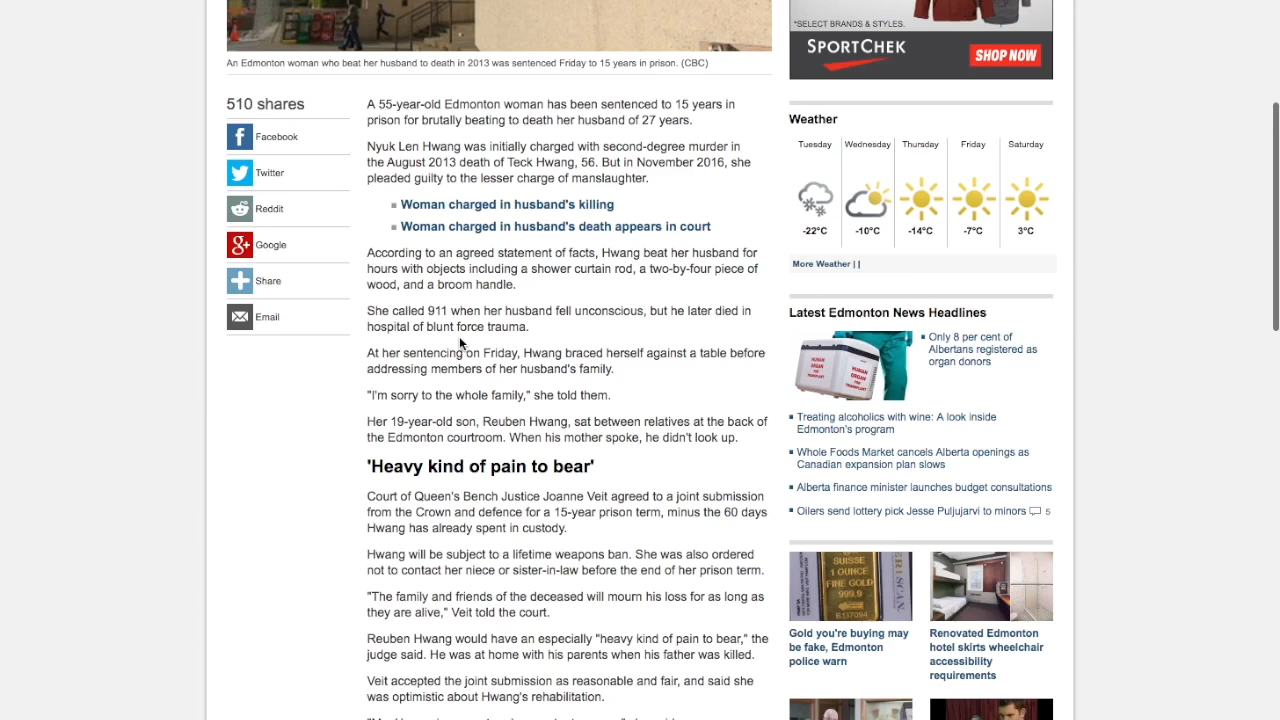 *SELECT BRANDS & STYLES.
SPORTCHEK
SHOP NOW
An Edmonton woman who beat her husband to death in 2013 was sentenced Friday to 15 years in prison. (CBC)
510 shares
Facebook
Twitter
Reddit
Google
Share
Email
A 55-year-old Edmonton woman has been sentenced to 15 years in
prison for brutally beating to death her husband of 27 years.
Nyuk Len Hwang was initially charged with second-degree murder in
the August 2013 death of Teck Hwang, 56. But in November 2016, she
pleaded guilty to the lesser charge of manslaughter.
Woman charged in husband's killing
Woman charged in husband's death appears in court
According to an agreed statement of facts, Hwang beat her husband for
hours with objects including a shower curtain rod, a two-by-four piece of
wood, and a broom handle.
She called 911 when her husband fell unconscious, but he later died in
hospital of blunt force trauma.
At her sentencing on Friday, Hwang braced herself against a table before
addressing members of her husband's family.
"I'm sorry to the whole family," she told them.
Her 19-year-old son, Reuben Hwang, sat between relatives at the back of
the Edmonton courtroom. When his mother spoke, he didn't look up.
'Heavy kind of pain to bear'
Court of Queen's Bench Justice Joanne Veit agreed to a joint submission
from the Crown and defence for a 15-year prison term, minus the 60 days
Hwang has already spent in custody.
Hwang will be subject to a lifetime weapons ban. She was also ordered
not to contact her niece or sister-in-law before the end of her prison term.
"The family and friends of the deceased will mourn his loss for as long as
they are alive," Veit told the court.
Reuben Hwang would have an especially "heavy kind of pain to bear," the
judge said. He was at home with his parents when his father was killed.
Veit accepted the joint submission as reasonable and fair, and said she
was optimistic about Hwang's rehabilitation.
Weather
Tuesday Wednesday Thursday Friday Saturday
-22°C -10°C -14°C -7°C 3°C
More Weather | |
Latest Edmonton News Headlines
HUMAN
ORGAN
FOR
TRANSPLANT
HUMAN
ORGAN
FOR
TRANSPLANT
Only 8 per cent of
Albertans registered as
organ donors
Treating alcoholics with wine: A look inside
Edmonton's program
Whole Foods Market cancels Alberta openings as
Canadian expansion plan slows
Alberta finance minister launches budget consultations
Oilers send lottery pick Jesse Puljujarvi to minors 5
SUISSE
1 OUNCE
FINE GOLD
999.9
Gold you're buying may
be fake, Edmonton
police warn
Renovated Edmonton
hotel skirts wheelchair
accessibility
requirements